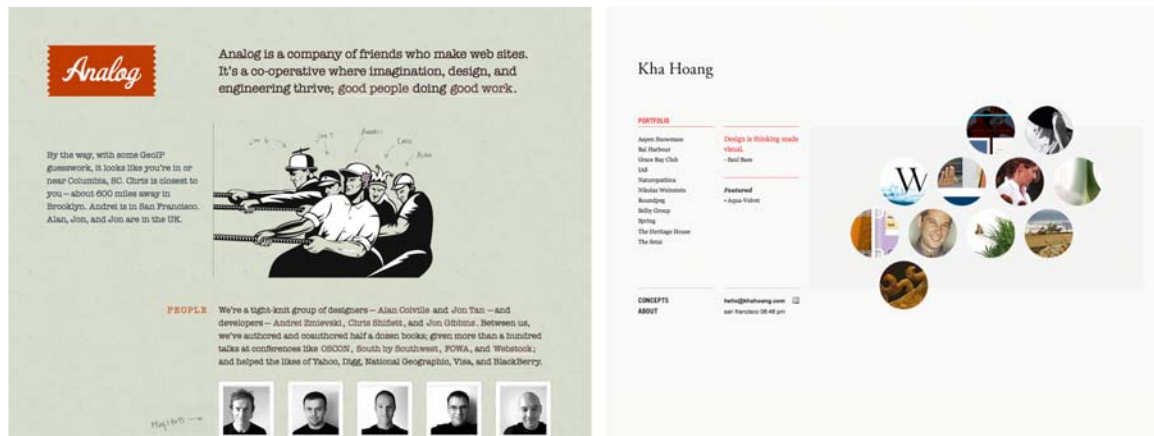 Analog
Analog is a company of friends who make web sites.
It's a co-operative where imagination, design, and
engineering thrive; good people doing good work.
By the way, with some GeoIP
guesswork, it looks like you're in or
near Columbia, SC. Chris is closest to
you — about 600 miles away in
Brooklyn. Andrei is in San Francisco.
Alan, Jon, and Jon are in the UK.
PEOPLE
We're a tight-knit group of designers — Alan Colville and Jon Tan — and
developers — Andrei Zmievski, Chris Shiflett, and Jon Gibbins. Between us,
we've authored and coauthored half a dozen books; given more than a hundred
talks at conferences like OSCON, South by Southwest, FOWA, and Webstock;
and helped the likes of Yahoo, Digg, National Geographic, Visa, and BlackBerry.
Kha Hoang
PORTFOLIO
Aspen Snowmass
Bal Harbour
Grace Bay Club
IAB
Naturopathica
Nikolas Weinstein
Roundpeg
Selby Group
Spring
The Heritage House
The Setai
Design is thinking made
visual.
- Saul Bass
Featured
• Aqua-Velvet
W
CONCEPTS
ABOUT
hello@khahoang.com
san francisco 08:48 pm